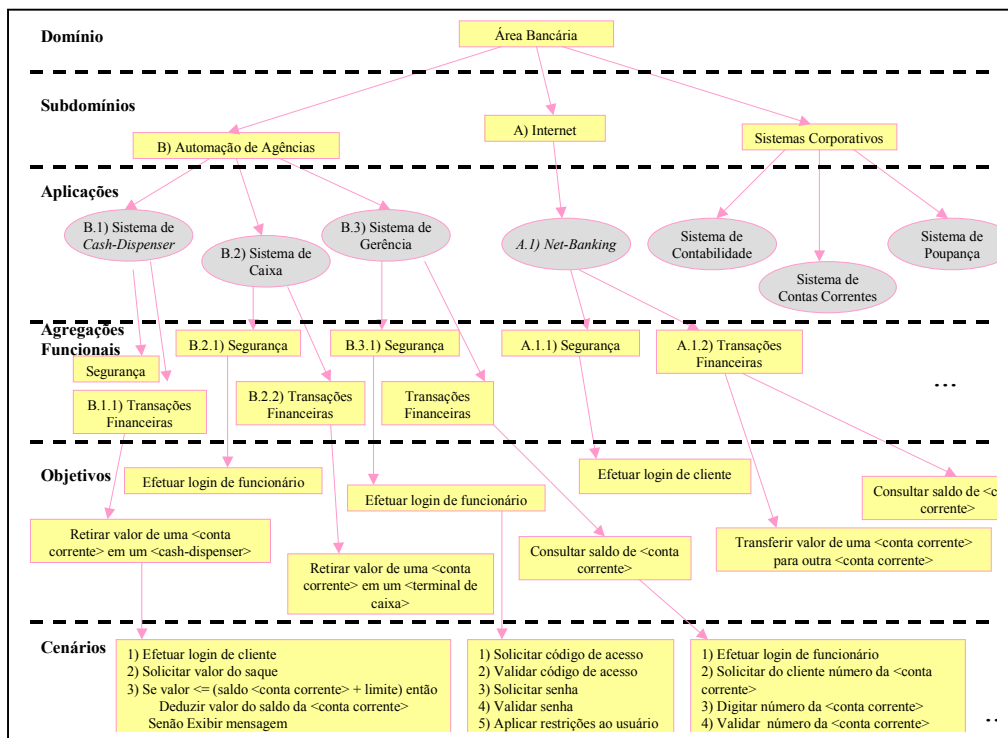 Domínio
Área Bancária
Subdomínios
B) Automação de Agências
A) Internet
Sistemas Corporativos
Aplicações
B.1) Sistema de
Cash-Dispenser
B.2) Sistema de
Caixa
B.3) Sistema de
Gerência
A.1) Net-Banking
Sistema de
Contabilidade
Sistema de
Contas Correntes
Sistema de
Poupança
Agregações
Funcionais
Segurança
B.1.1) Transações
Financeiras
B.2.1) Segurança
B.2.2) Transações
Financeiras
B.3.1) Segurança
Transações
Financeiras
A.1.1) Segurança
A.1.2) Transações
Financeiras
...
Objetivos
Efetuar login de funcionário
Retirar valor de uma <conta
corrente> em um <cash-dispenser>
Retirar valor de uma <conta
corrente> em um <terminal de
caixa>
Efetuar login de funcionário
Efetuar login de cliente
Consultar saldo de <conta
corrente>
Transferir valor de uma <conta corrente>
para outra <conta corrente>
Consultar saldo de <c
corrente>
Cenários
1) Efetuar login de cliente
2) Solicitar valor do saque
3) Se valor <= (saldo <conta corrente> + limite) então
Deduzir valor do saldo da <conta corrente>
Senão Exibir mensagem
1) Solicitar código de acesso
2) Validar código de acesso
3) Solicitar senha
4) Validar senha
5) Aplicar restrições ao usuário
1) Efetuar login de funcionário
2) Solicitar do cliente número da <conta
corrente>
3) Digitar número da <conta corrente>
4) Validar número da <conta corrente>
...